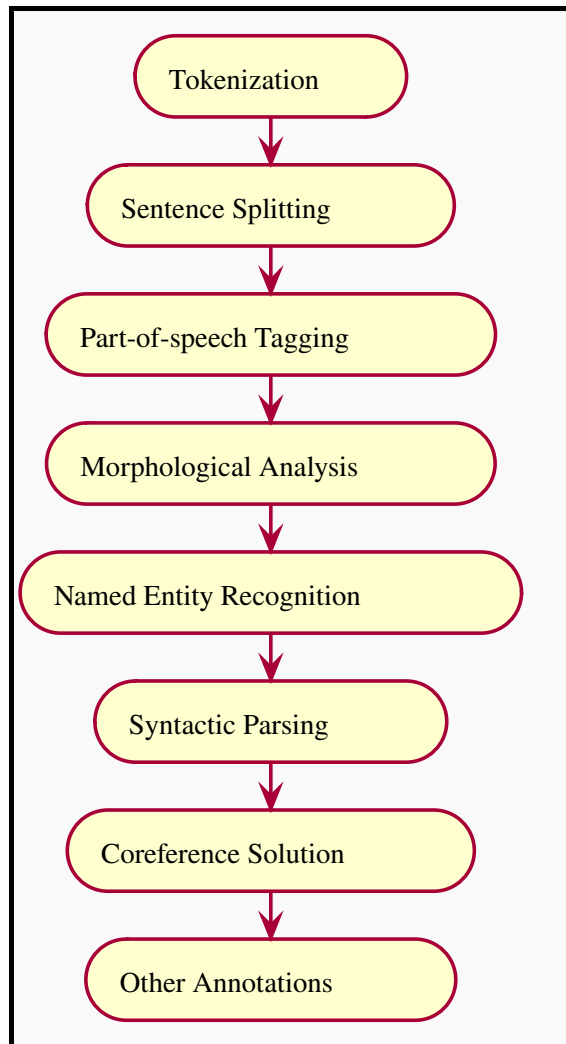 Tokenization
Sentence Splitting
Part-of-speech Tagging
Morphological Analysis
Named Entity Recognition
Syntactic Parsing
Coreference Solution
Other Annotations